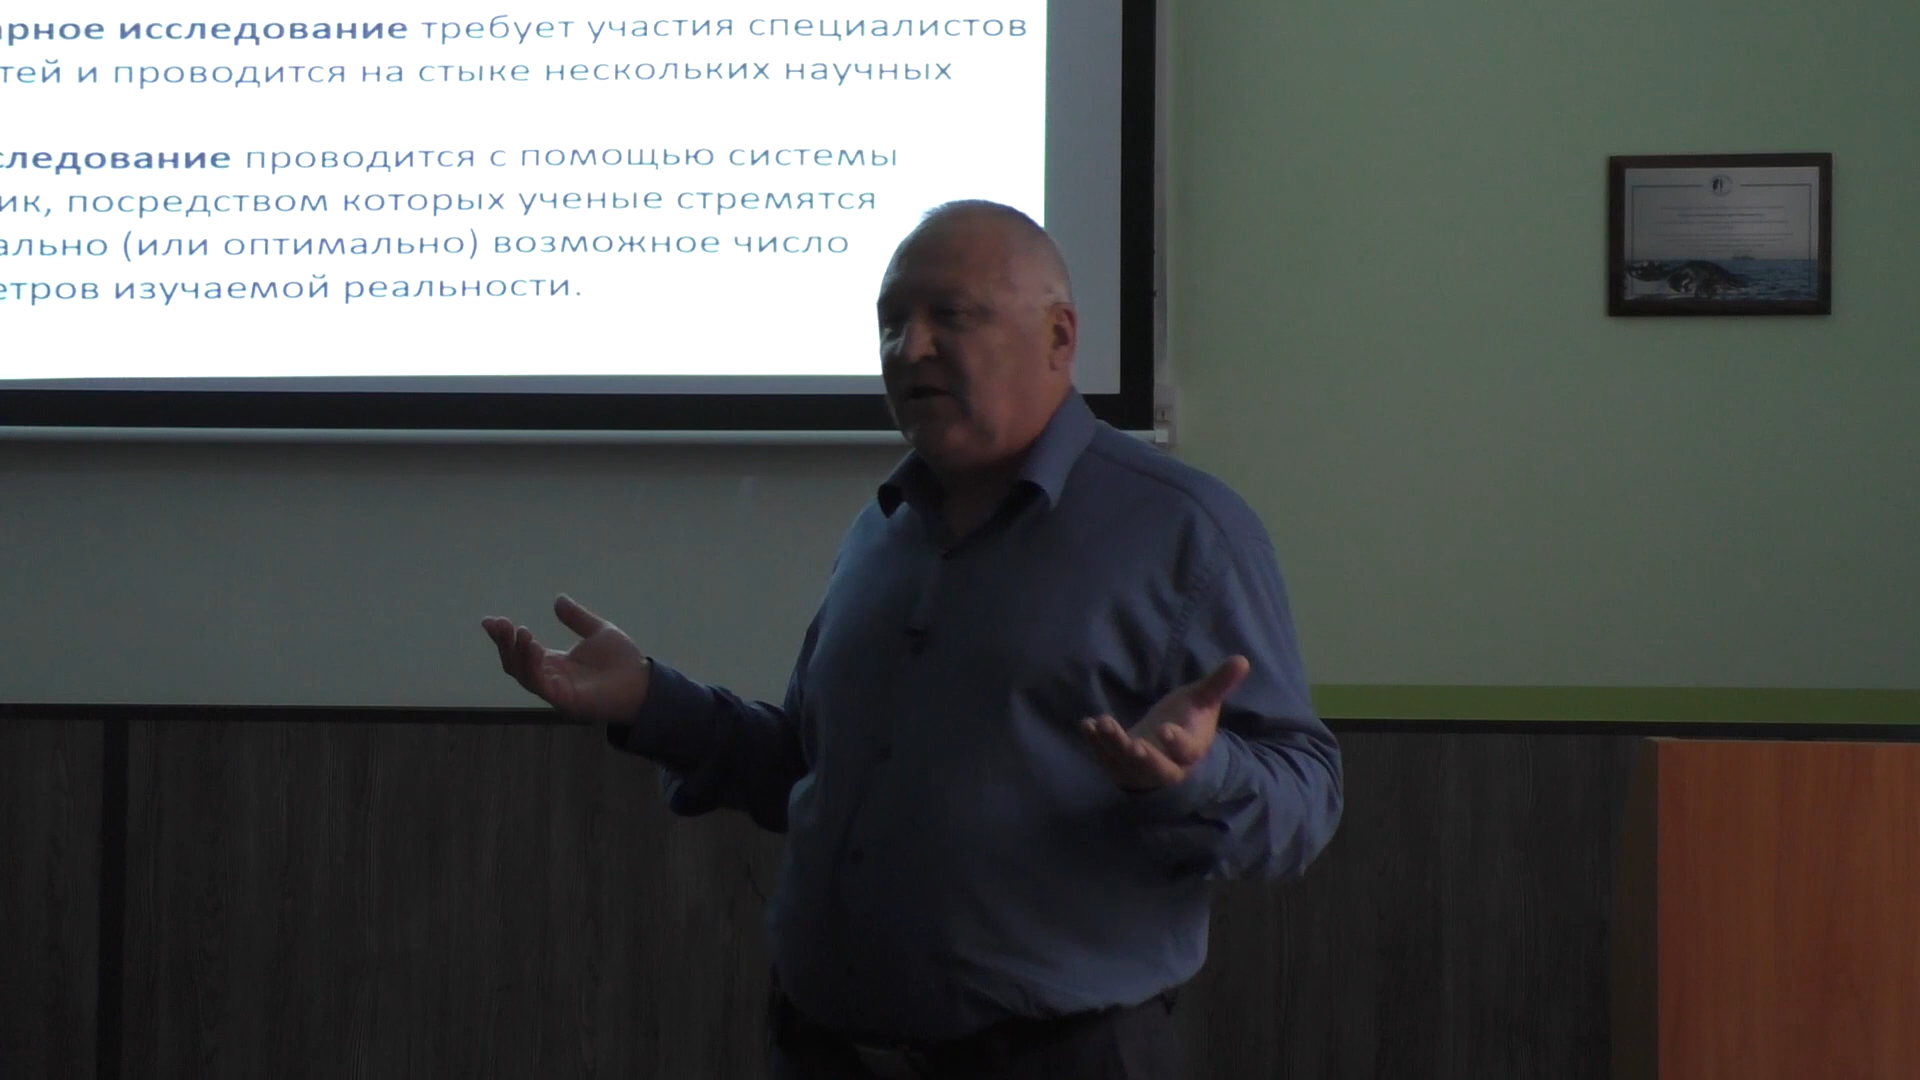 арное исследование требует участия специалистов
тей и проводится на стыке нескольких научных
следование проводится с помощью системы
ик, посредством которых ученые стремятся
ально (или оптимально) возможное число
етров изучаемой реальности.